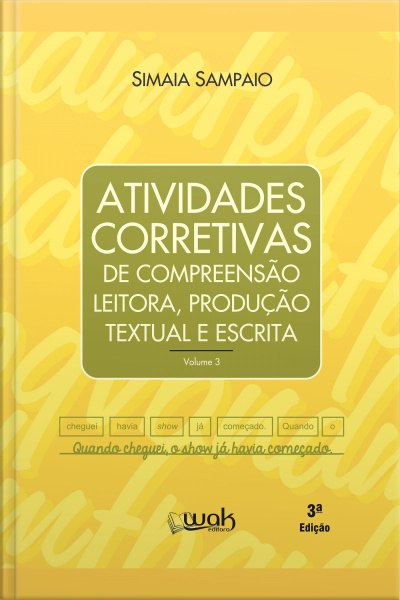 SIMAIA SAMPAIO
ATIVIDADES
CORRETIVAS
DE COMPREENSÃO
LEITORA, PRODUÇÃO
TEXTUAL E ESCRITA
Volume 3
cheguei havia show já começado. Quando o
Quando cheguei, o show já havia começado.
wak
editora
3ª
Edição